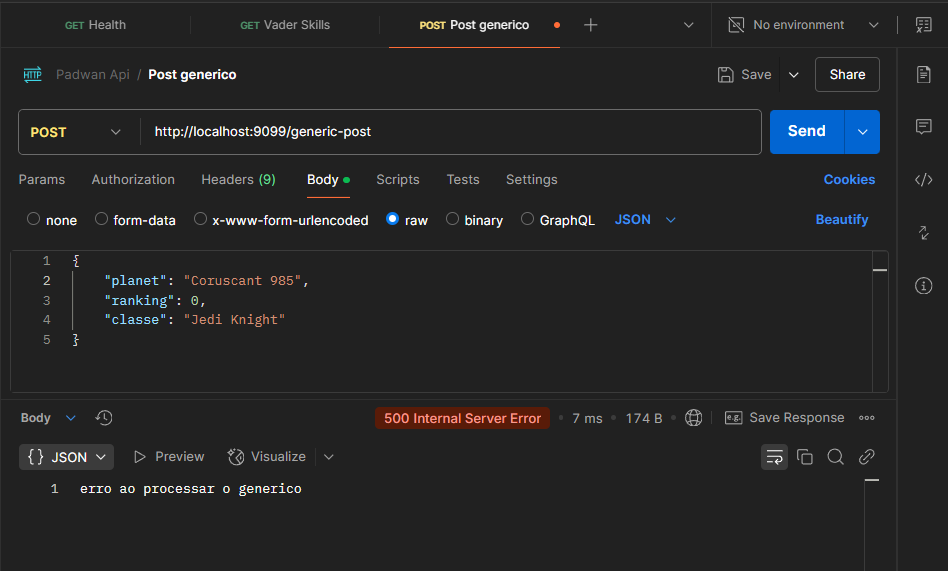 GET Health GET Vader Skills POST Post generico No environment
HTTP Padwan Api / Post generico Save Share
POST http://localhost:9099/generic-post Send
Params Authorization Headers (9) Body Scripts Tests Settings Cookies
none form-data x-www-form-urlencoded raw binary GraphQL JSON Beautify
1 {
2 "planet": "Coruscant 985",
3 "ranking": 0,
4 "classe": "Jedi Knight"
5 }
Body 500 Internal Server Error 7 ms 174 B e.g. Save Response
{} JSON Preview Visualize
1 erro ao processar o generico